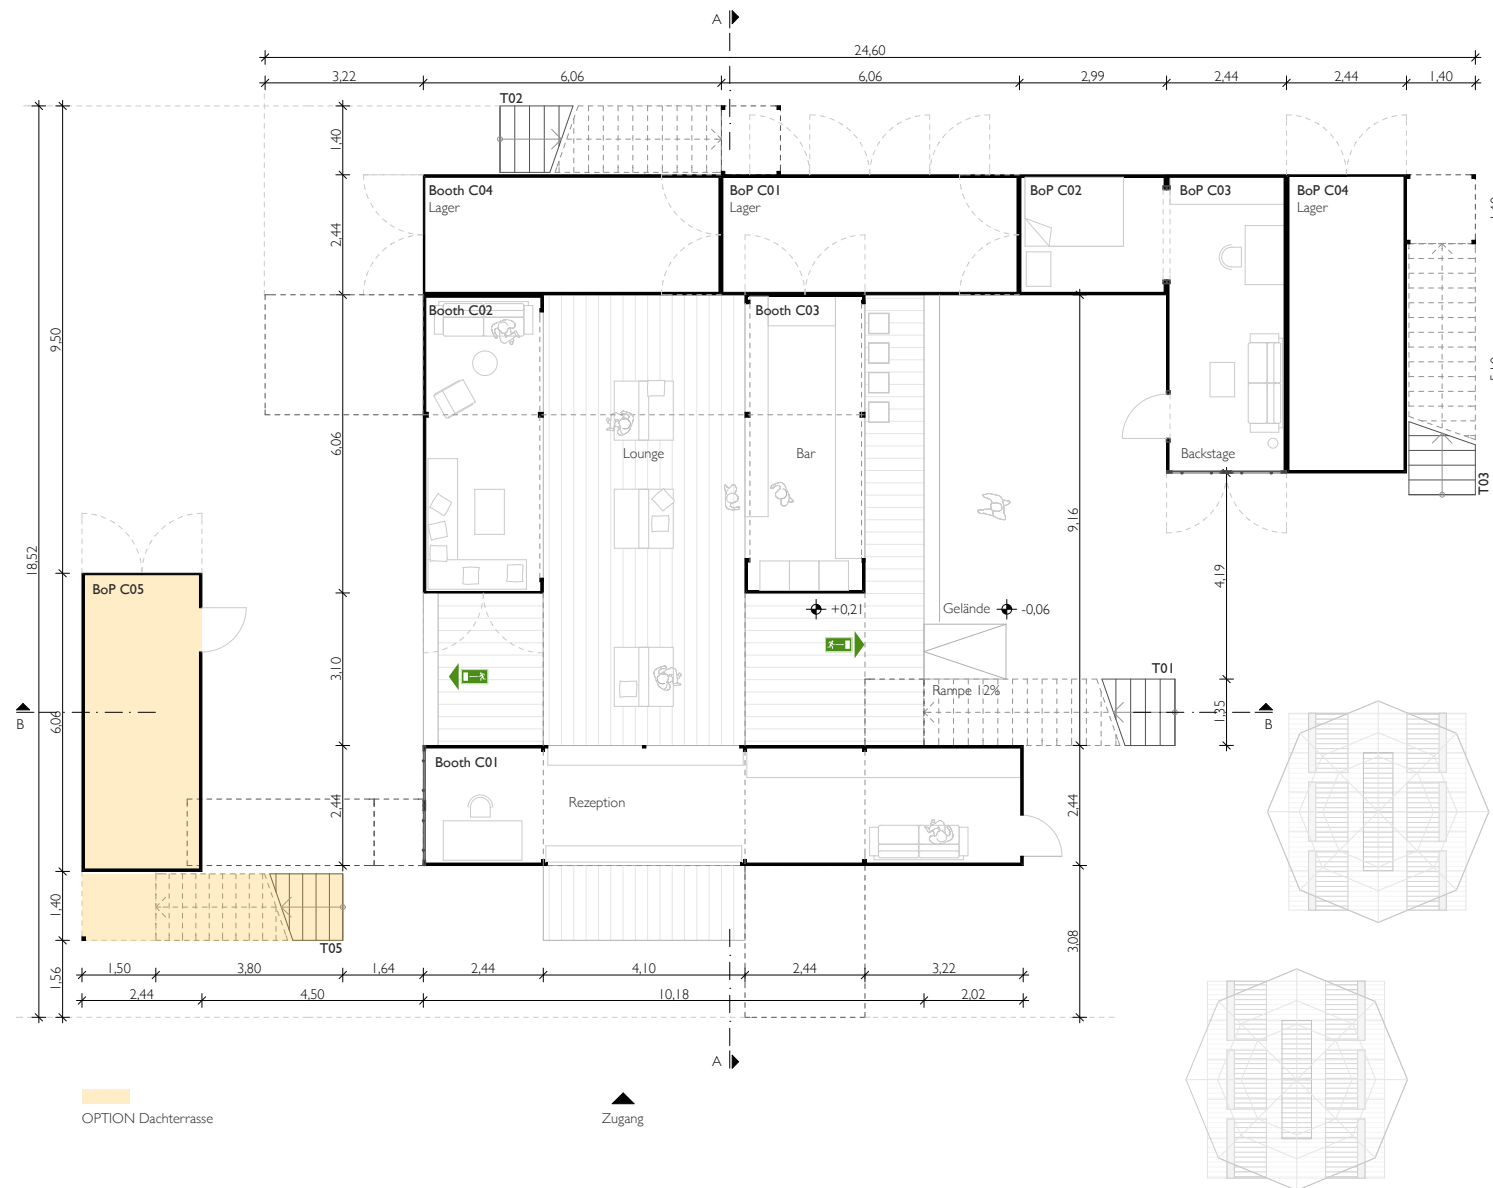 A
24,60
3,22
6,06
6,06
2,99
2,44
2,44
1,40
T02
1,40
Booth C04
Lager
BoP C01
Lager
BoP C02
BoP C03
BoP C04
Lager
2,44
Booth C02
Booth C03
9,50
6,06
Lounge
Bar
Backstage
T03
9,16
18,52
4,19
BoP C05
+0,21
Gelände
-0,06
3,10
T01
Rampe 12%
1,35
B
B
6,06
Booth C01
2,44
Rezeption
2,44
1,40
T05
3,08
1,56
1,50
3,80
1,64
2,44
4,10
2,44
3,22
2,44
4,50
10,18
2,02
A
OPTION Dachterrasse
Zugang